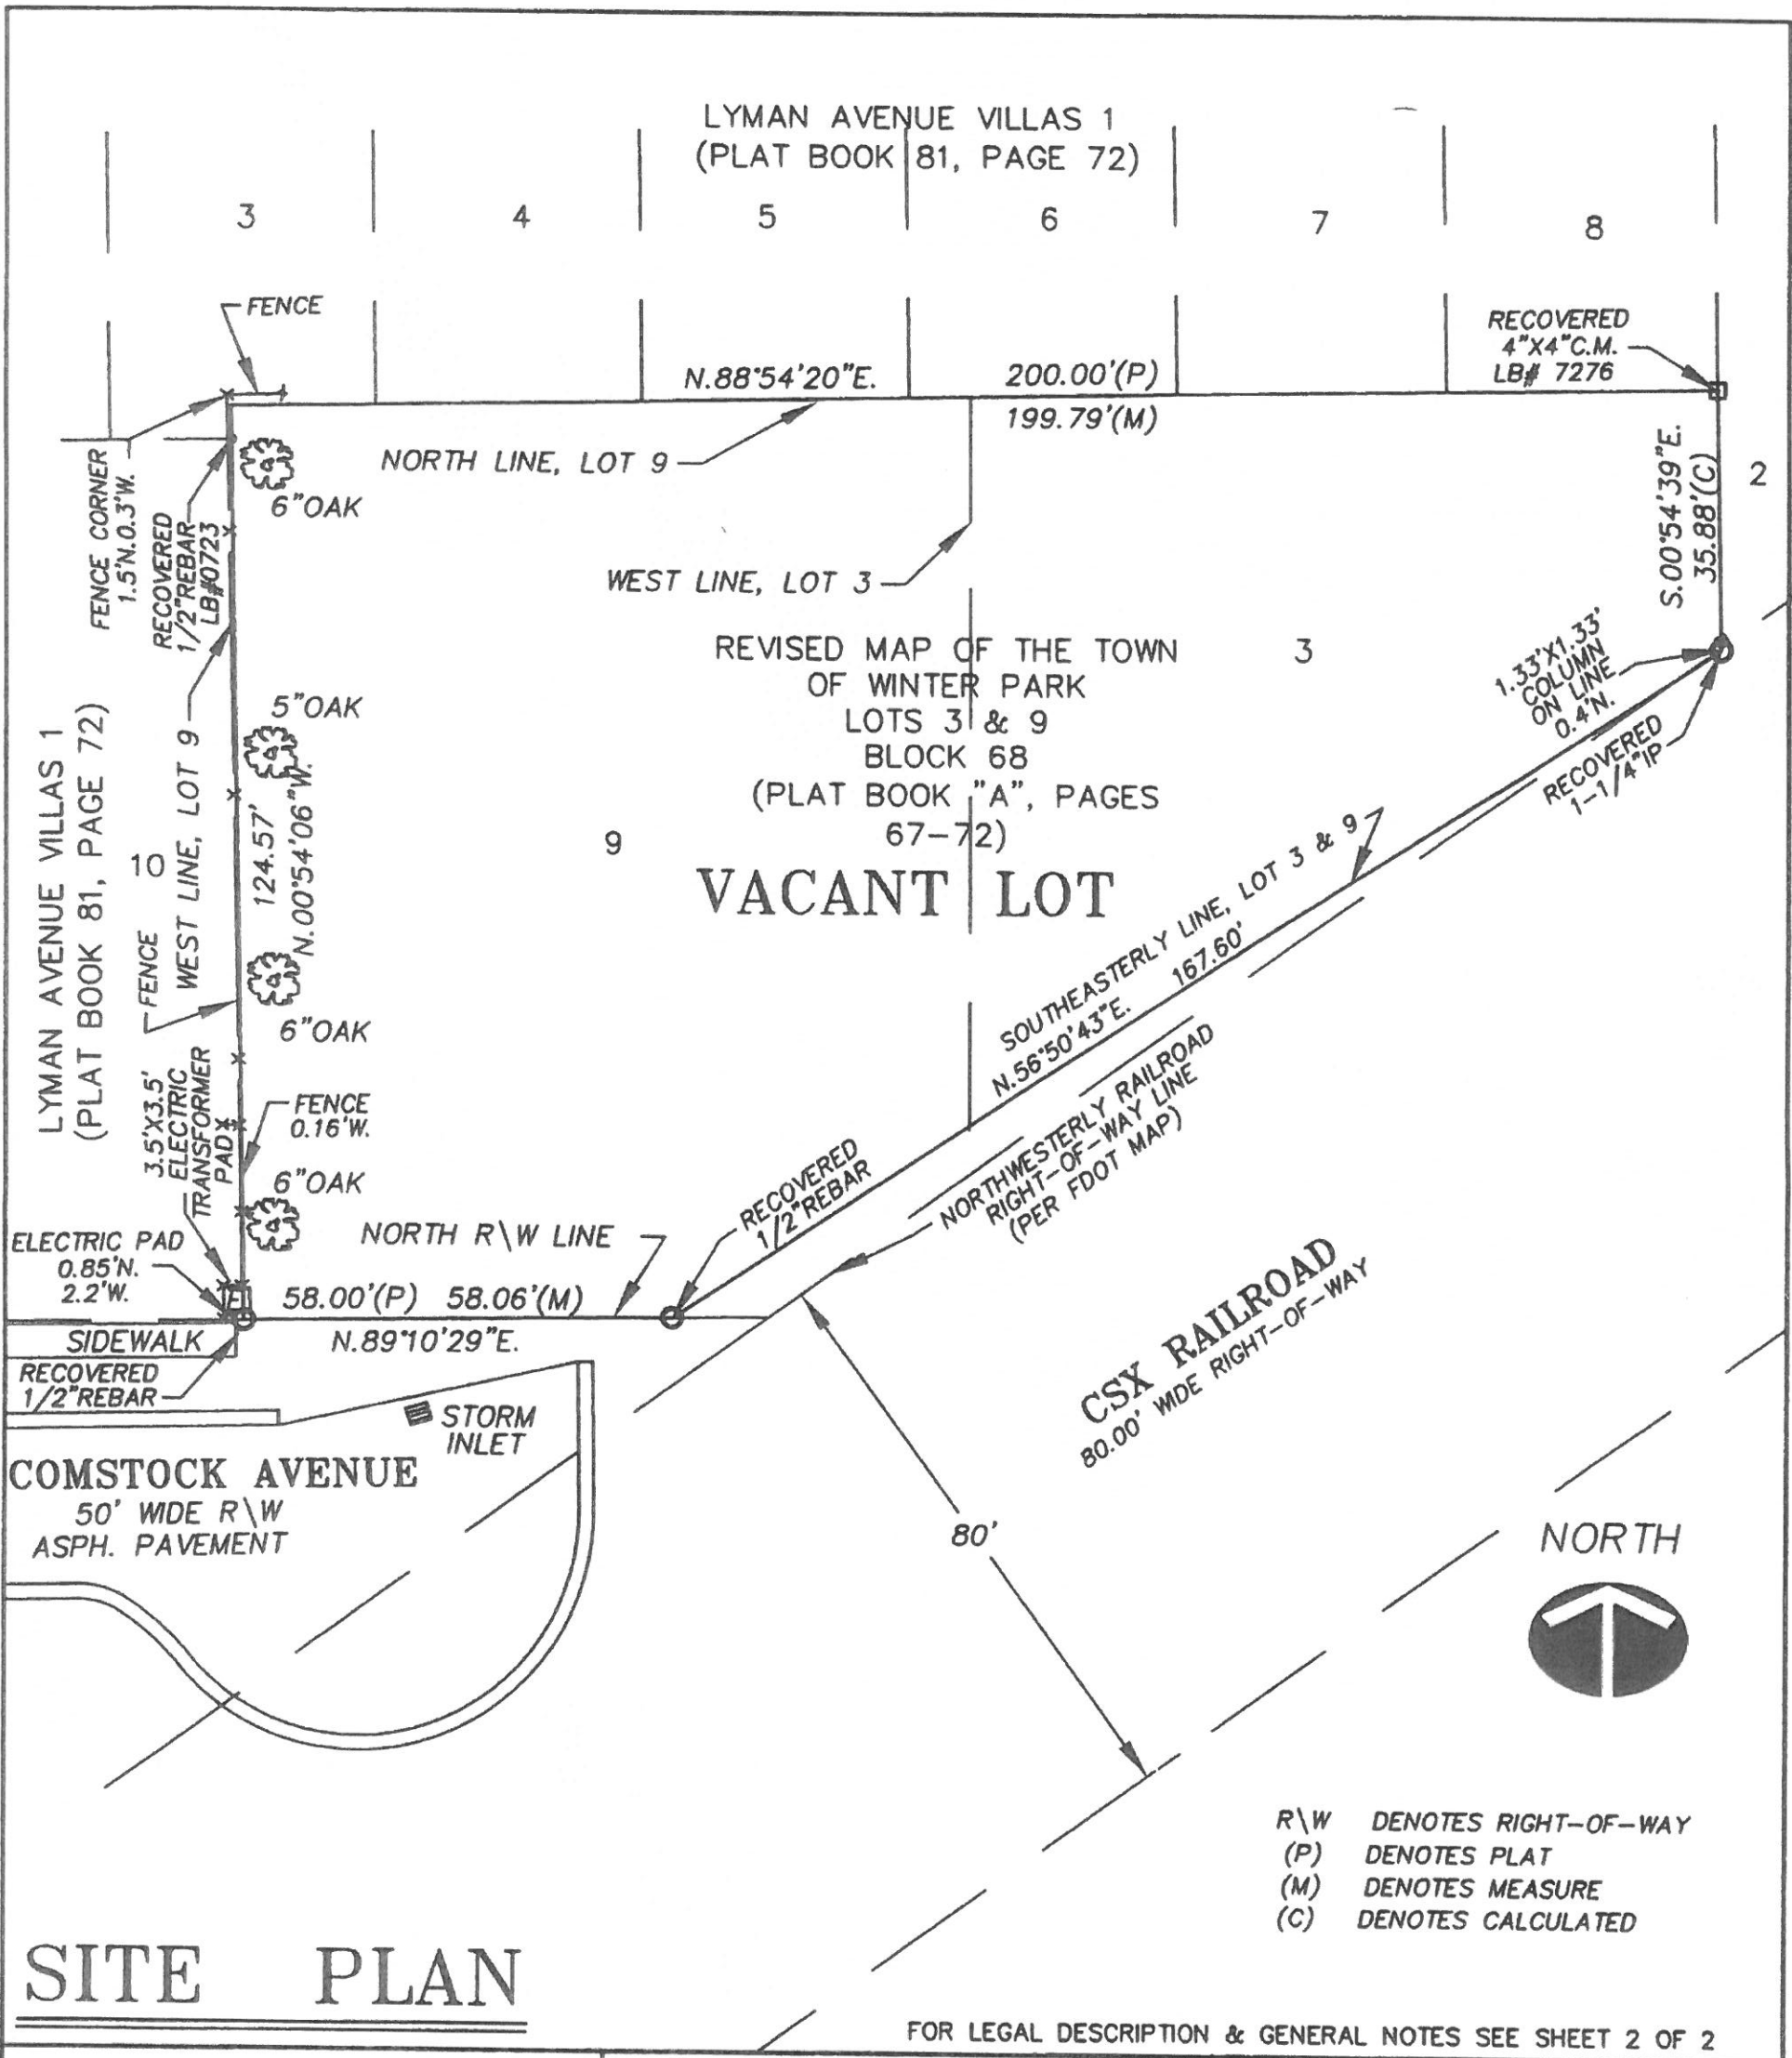 LYMAN AVENUE VILLAS 1
(PLAT BOOK 81, PAGE 72)
3
4
5
6
7
8
FENCE
RECOVERED
4"X4"C.M.
LB# 7276
N.88°54'20"E.
200.00'(P)
199.79'(M)
NORTH LINE, LOT 9
FENCE CORNER
1.5'N.0.3'W.
RECOVERED
1/2"REBAR
LB#0723
6"OAK
S.00°54'39"E.
35.88'(C)
2
WEST LINE, LOT 3
REVISED MAP OF THE TOWN
OF WINTER PARK
LOTS 3 & 9
BLOCK 68
(PLAT BOOK "A", PAGES
67-72)
VACANT LOT
3
1.33'X1.33'
COLUMN
ON LINE
0.4'N.
RECOVERED
1-1/4"IP
LYMAN AVENUE VILLAS 1
(PLAT BOOK 81, PAGE 72)
10
WEST LINE, LOT 9
5"OAK
124.57'
N.00°54'06"W.
9
FENCE
6"OAK
SOUTHEASTERLY LINE, LOT 3 & 9
N.56°50'43"E. 167.60'
NORTHWESTERLY RAILROAD
RIGHT-OF-WAY LINE
(PER FDOT MAP)
3.5'X3.5'
ELECTRIC
TRANSFORMER
PAD
FENCE
0.16'W.
6"OAK
RECOVERED
1/2"REBAR
ELECTRIC PAD
0.85'N.
2.2'W.
NORTH R\W LINE
58.00'(P) 58.06'(M)
N.89°10'29"E.
SIDEWALK
RECOVERED
1/2"REBAR
STORM
INLET
COMSTOCK AVENUE
50' WIDE R\W
ASPH. PAVEMENT
CSX RAILROAD
80.00' WIDE RIGHT-OF-WAY
80'
NORTH
R\W DENOTES RIGHT-OF-WAY
(P) DENOTES PLAT
(M) DENOTES MEASURE
(C) DENOTES CALCULATED
SITE PLAN
FOR LEGAL DESCRIPTION & GENERAL NOTES SEE SHEET 2 OF 2